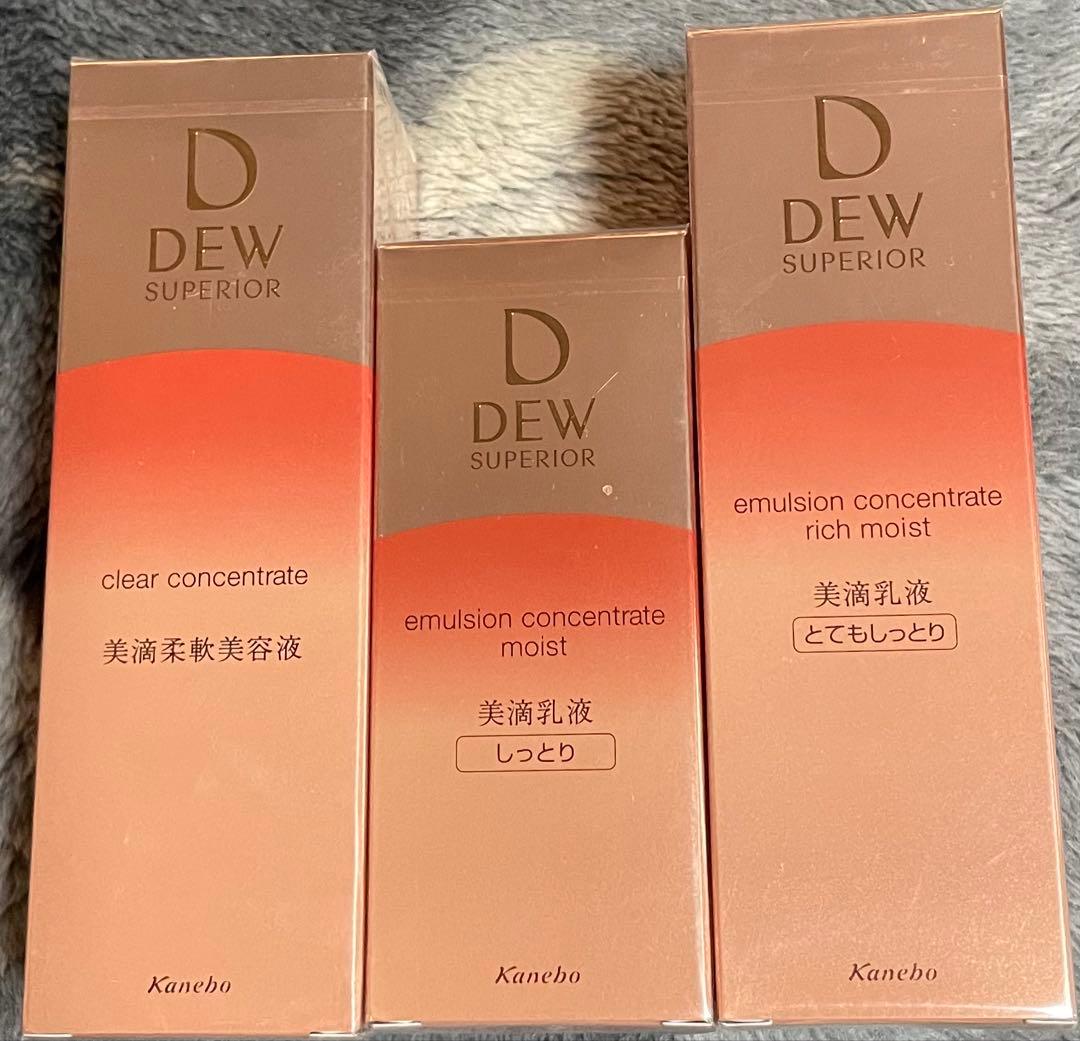 D
DEW
SUPERIOR
clear concentrate
美滴柔軟美容液
Kanebo
D
DEW
SUPERIOR
emulsion concentrate
moist
美滴乳液
しっとり
Kanebo
D
DEW
SUPERIOR
emulsion concentrate
rich moist
美滴乳液
とてもしっとり
Kanebo